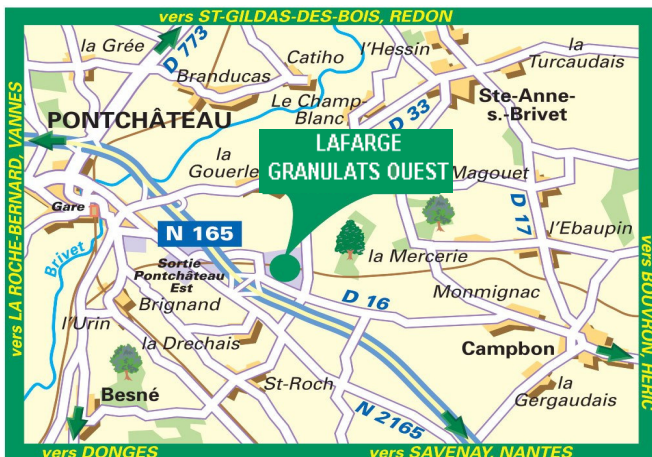 vers ST-GILDAS-DES-BOIS, REDON
vers LA ROCHE-BERNARD, VANNES
la Grée
D 773
Branducas
Catiho
l'Hessin
la
Turcaudais
Le Champ-
Blanc
D 33
Ste-Anne-
s.-Brivet
PONTCHÂTEAU
la
Gouerle
LAFARGE
GRANULATS OUEST
Magouet
D 17
l'Ebaupin
Gare
Brivet
N 165
Sortie
Pontchâteau
Est
la Mercerie
Brignand
D 16
Monmignac
l'Urin
la Drechais
Campbon
St-Roch
la
Gergaudais
Besné
N 2165
vers BOUVRON, HERIC
vers DONGES
vers SAVENAY, NANTES